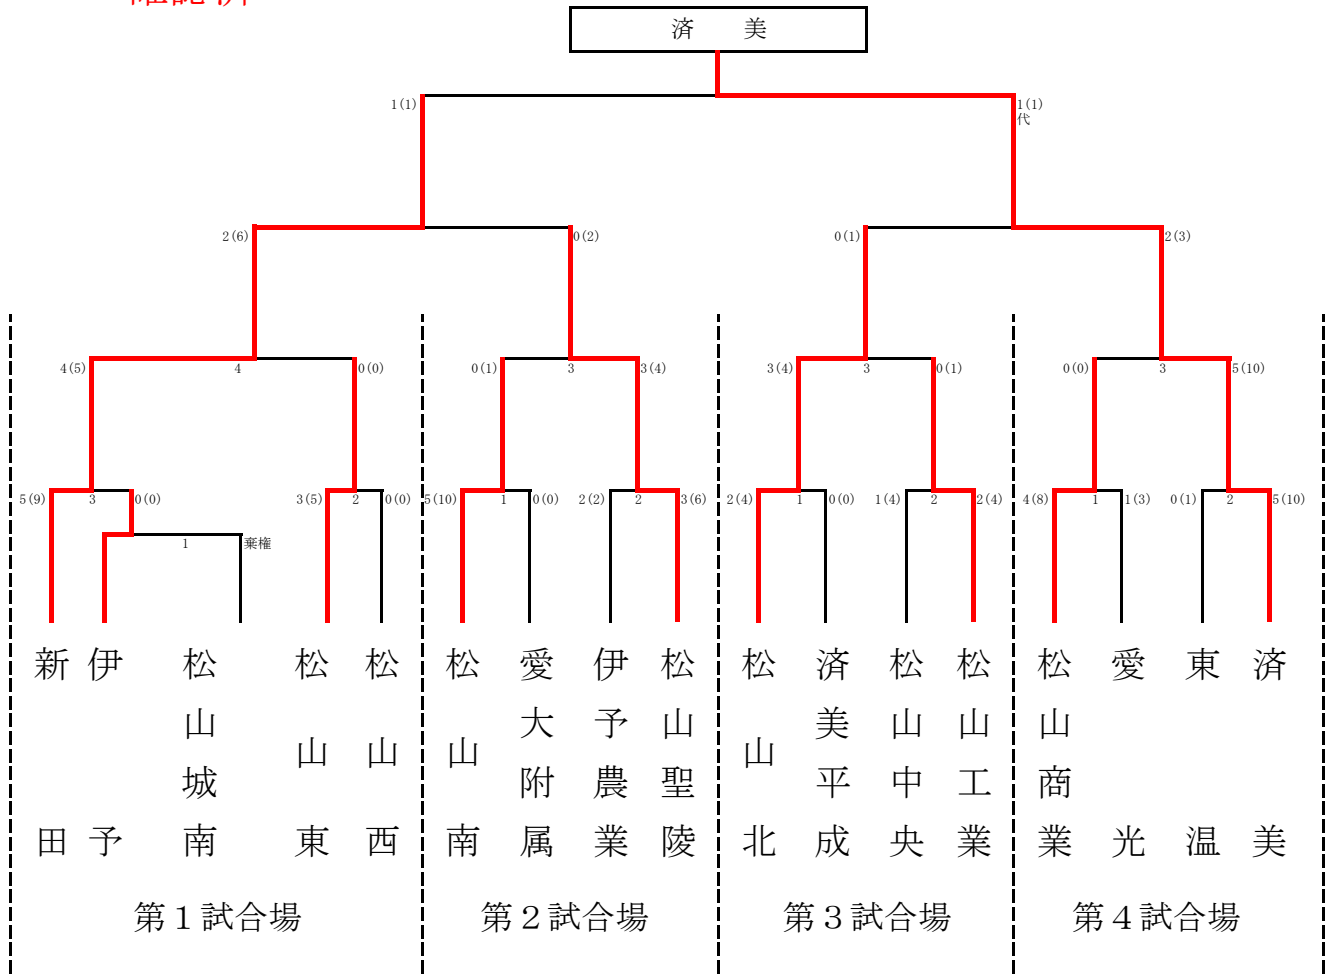 確認済
済　美
1(1)
1(1)
代
2(6)
0(2)
0(1)
2(3)
4(5)
4
0(0)
0(1)
3
3(4)
3(4)
3
0(1)
0(0)
3
5(10)
5(9)
3
0(0)
3(5)
2
0(0)
5(10)
1
0(0)
2(2)
2
3(6)
2(4)
1
0(0)
1(4)
2
2(4)
4(8)
1
1(3)
0(1)
2
5(10)
1
棄権
新田
伊予
松山城南
松山東
松山西
松山南
愛大附属
伊予農業
松山聖陵
松山北
済美平成
松山中央
松山工業
松山商業
愛光
東温
済美
第１試合場
第２試合場
第３試合場
第４試合場